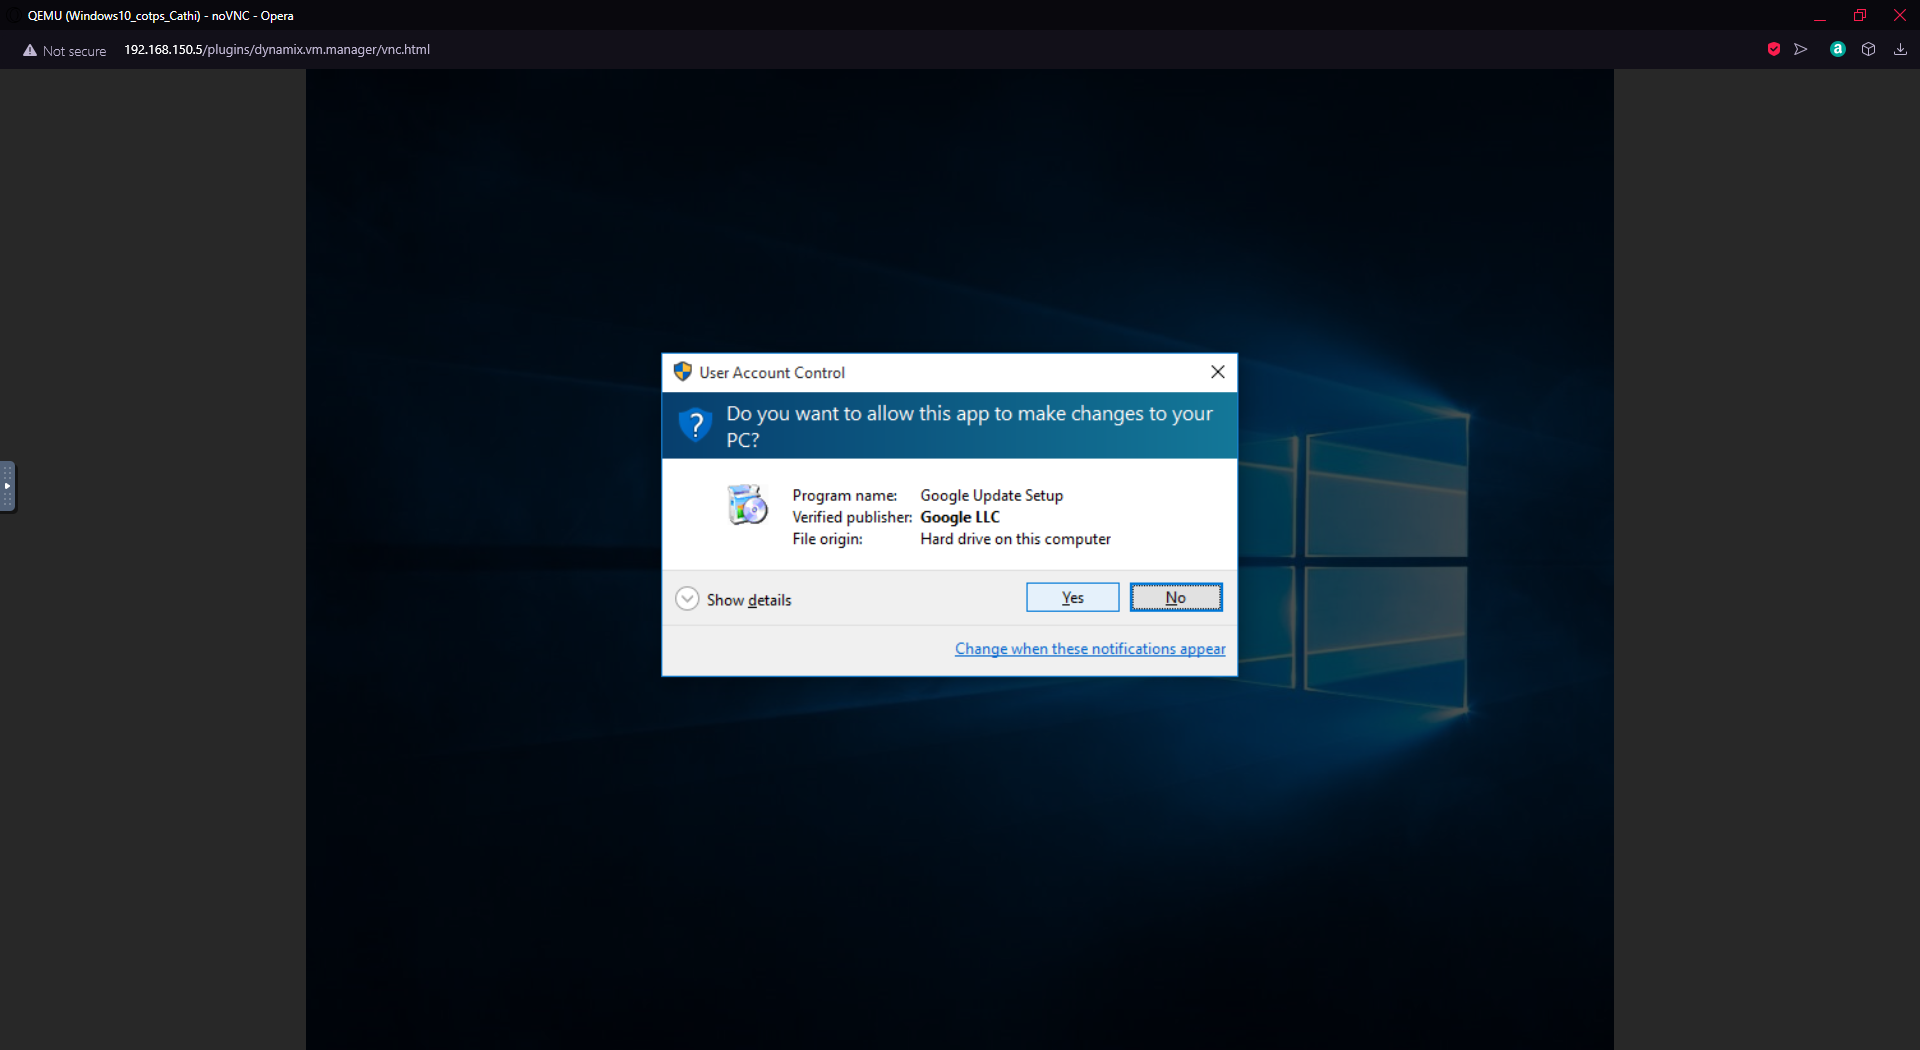 QEMU (Windows10_cotps_Cathi) - noVNC - Opera
Not secure 192.168.150.5/plugins/dynamix.vm.manager/vnc.html
a
User Account Control
Do you want to allow this app to make changes to your
PC?
Program name: Google Update Setup
Verified publisher: Google LLC
File origin: Hard drive on this computer
Show details
Yes No
Change when these notifications appear